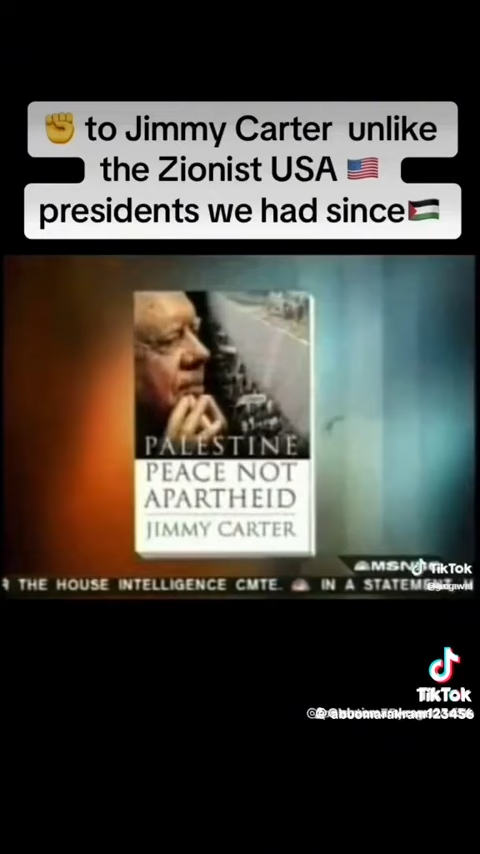 ✊ to Jimmy Carter unlike
the Zionist USA 🇺🇸
presidents we had since🇵🇸
PALESTINE
PEACE NOT
APARTHEID
JIMMY CARTER
TikTok
THE HOUSE INTELLIGENCE CMTE. IN A STATEMENT
TikTok